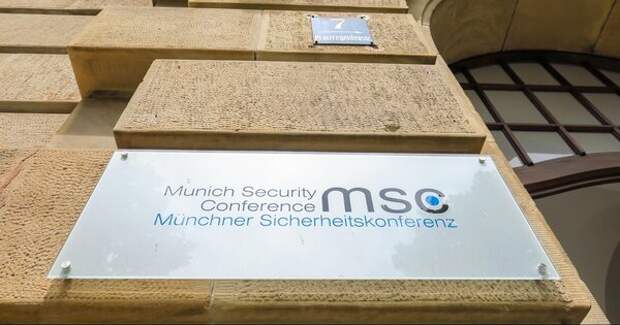 7
Munich Security
Conference msc
Münchner Sicherheitskonferenz